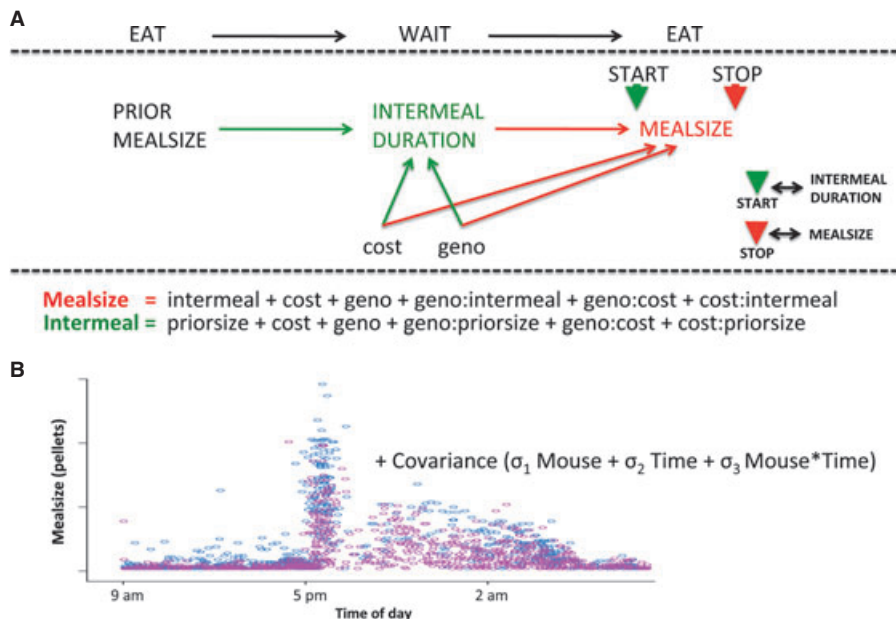 A
EAT WAIT EAT
START STOP
PRIOR
MEALSIZE
INTERMEAL
DURATION
MEALSIZE
cost geno
START
INTERMEAL
DURATION
STOP
MEALSIZE
Mealsize = intermeal + cost + geno + geno:intermeal + geno:cost + cost:intermeal
Intermeal = priorsize + cost + geno + geno:priorsize + geno:cost + cost:priorsize
B
Mealsize (pellets)
+ Covariance (σ₁ Mouse + σ₂ Time + σ₃ Mouse*Time)
9 am 5 pm 2 am
Time of day